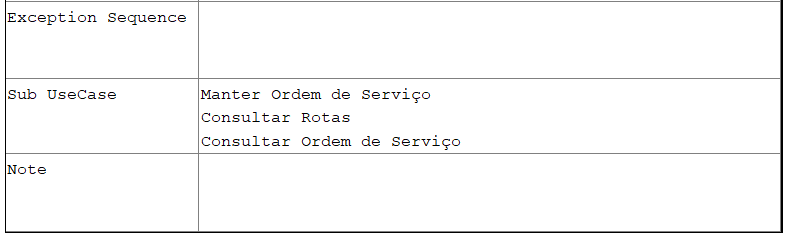 Exception Sequence
Sub UseCase
Manter Ordem de Serviço
Consultar Rotas
Consultar Ordem de Serviço
Note